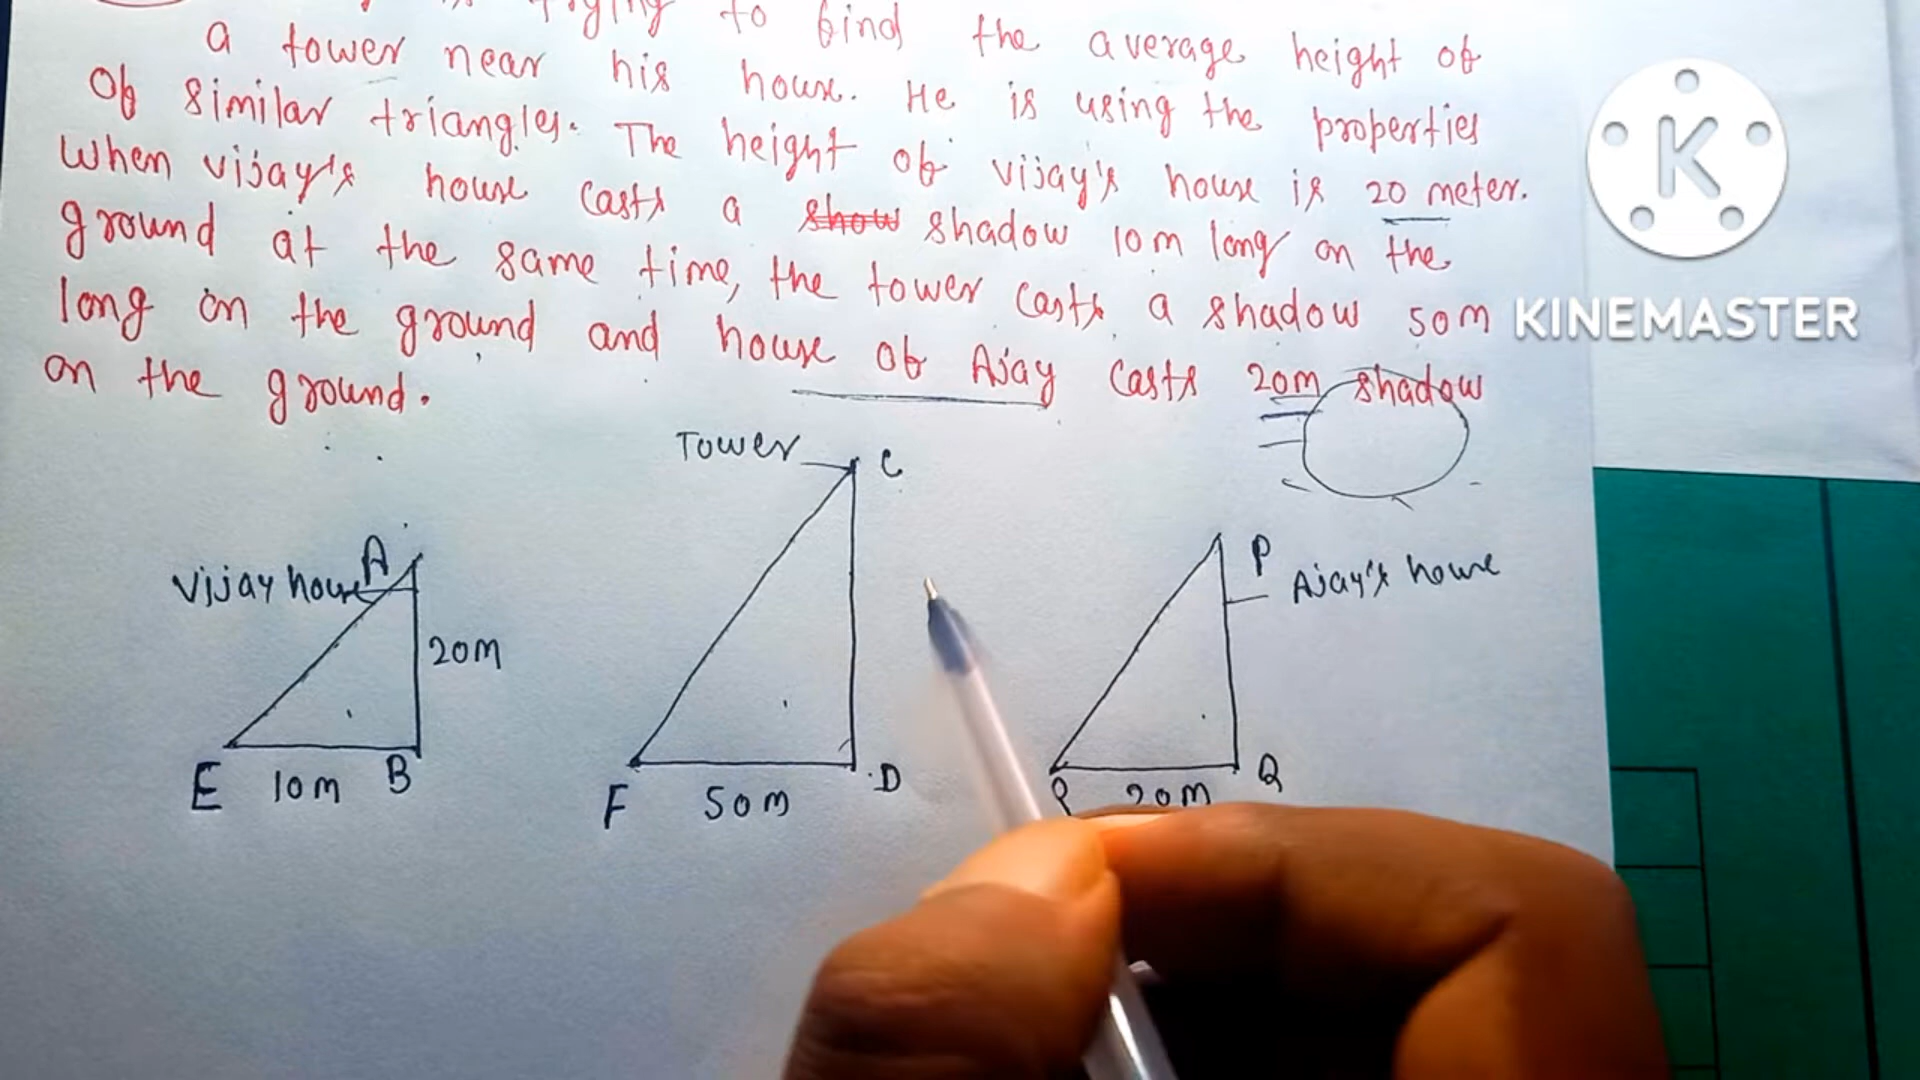 trying to find the average height of
a tower near his house. He is using the properties
of similar triangles. The height of vijay's house is 20 meter.
When vijay's house casts a show shadow 10m long on the
ground at the same time, the tower casts a shadow 50m
long on the ground and house of Ajay casts 20m shadow
on the ground.
Tower C
Vijay house A
20m
E 10m B
F 50m D
P Ajay's house
R 20m Q
K
KINEMASTER